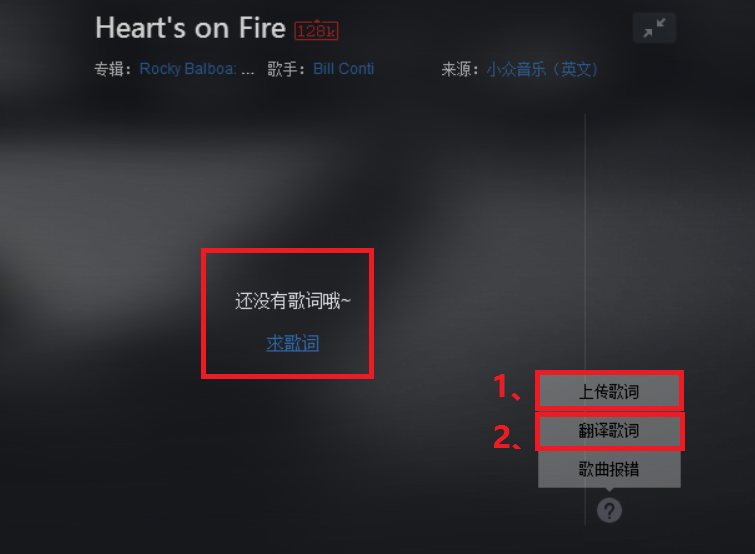 Heart's on Fire 128k
专辑：Rocky Balboa: ... 歌手：Bill Conti 来源：小众音乐（英文）
还没有歌词哦~
求歌词
1、上传歌词
2、翻译歌词
歌曲报错
?